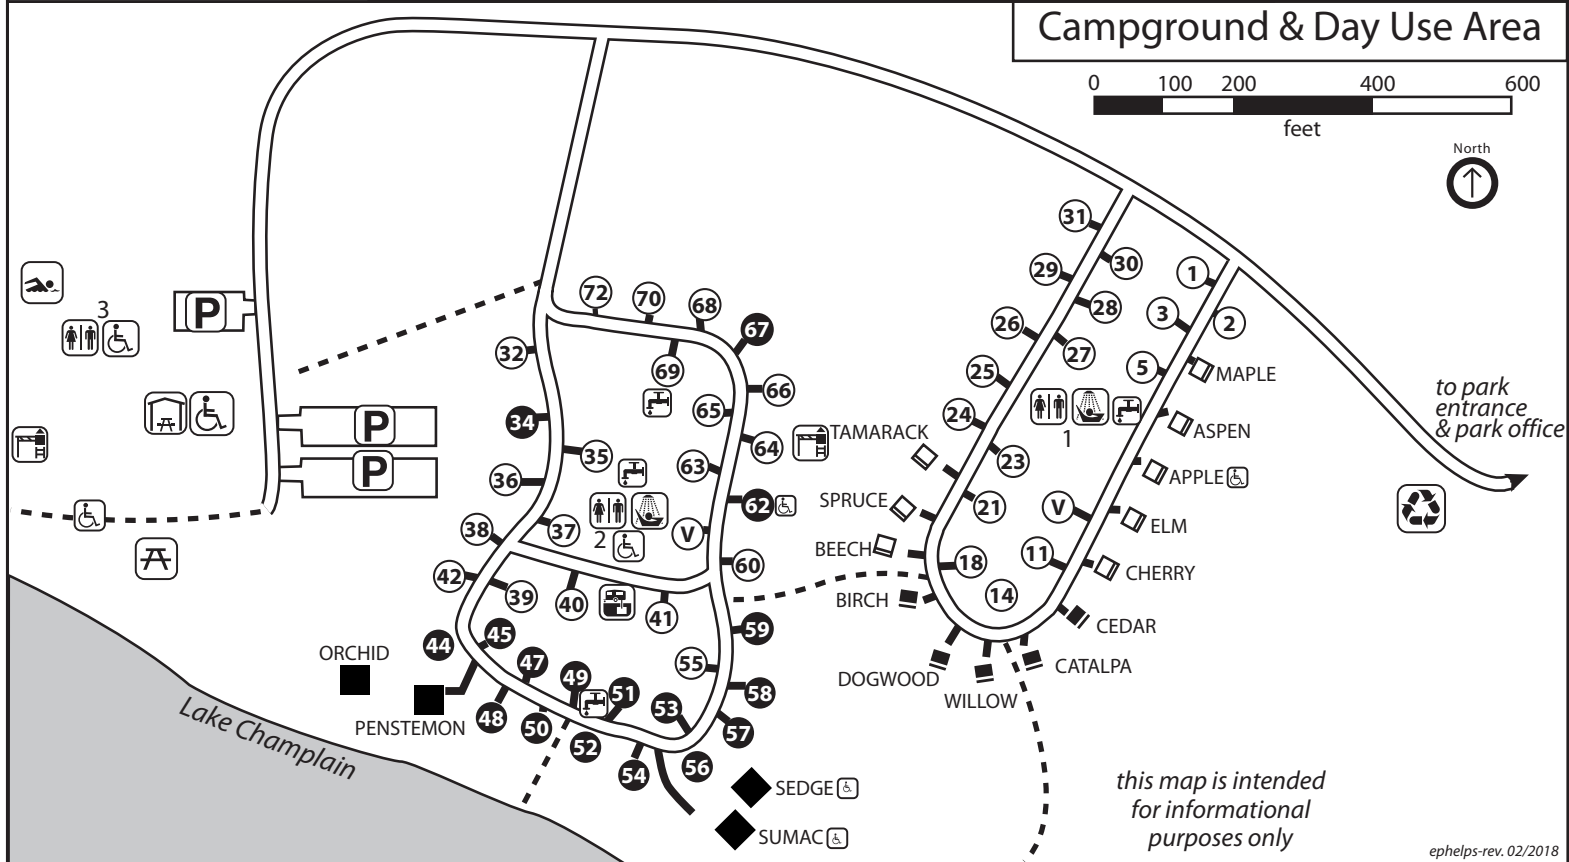 Campground & Day Use Area
0 100 200 400 600
feet
North
31
30
1
29
28
3
2
26
27
5
MAPLE
25
24
ASPEN
1
23
TAMARACK
APPLE
21
V
SPRUCE
ELM
BEECH
18
11
CHERRY
BIRCH
14
CEDAR
DOGWOOD
CATALPA
WILLOW
to park
entrance
& park office
3
P
P
P
72
70
68
67
32
69
66
65
34
64
35
63
36
62
37
2
V
38
60
42
39
40
41
44
45
59
47
55
49
51
58
48
53
50
57
52
56
54
ORCHID
PENSTEMON
Lake Champlain
SEDGE
SUMAC
this map is intended
for informational
purposes only
ephelps-rev. 02/2018